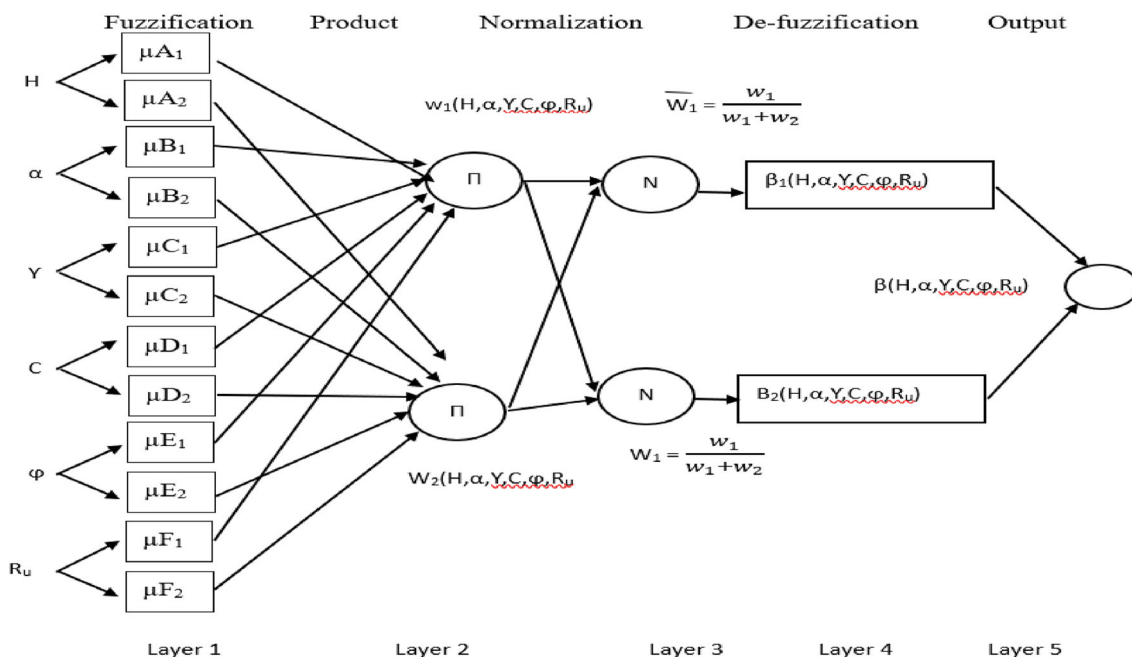 Fuzzification Product Normalization De-fuzzification Output
H
μA₁
μA₂
α
μB₁
μB₂
ϒ
μC₁
μC₂
C
μD₁
μD₂
φ
μE₁
μE₂
Rᵤ
μF₁
μF₂
w₁(H,α,Y,C,φ,Rᵤ)
Π
Π
W₂(H,α,Y,C,φ,Rᵤ
W̅₁ = w₁ / w₁+w₂
N
N
W₁ = w₁ / w₁+w₂
β₁(H,α,Y,C,φ,Rᵤ)
Β₂(H,α,Y,C,φ,Rᵤ)
β(H,α,Y,C,φ,Rᵤ)
Layer 1 Layer 2 Layer 3 Layer 4 Layer 5